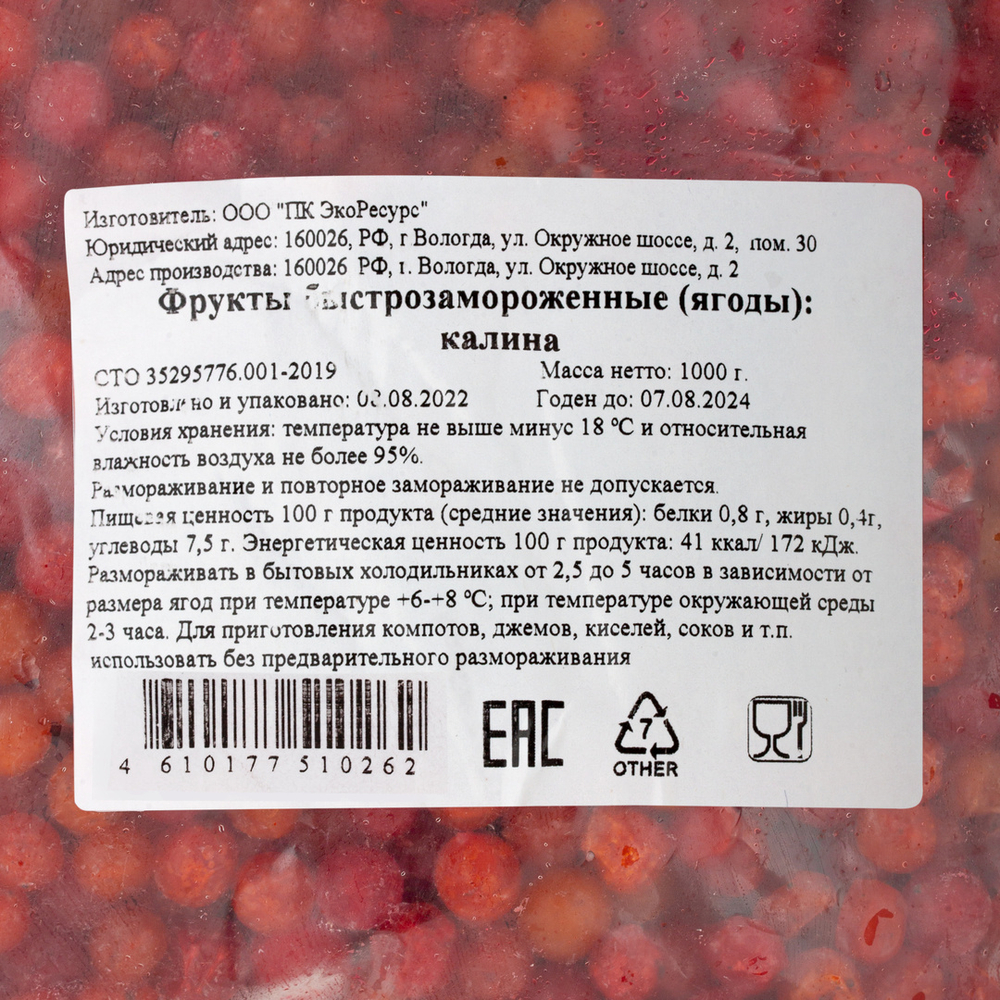 Изготовитель: ООО "ПК ЭкоРесурс"
Юридический адрес: 160026, РФ, г Вологда, ул. Окружное шоссе, д. 2, пом. 30
Адрес производства: 160026 РФ, г. Вологда, ул. Окружное шоссе, д. 2
Фрукты быстрозамороженные (ягоды):
калина
СТО 35295776.001-2019 Масса нетто: 1000 г.
Изготовлено и упаковано: Годен до: 07.08.2024
Условия хранения: температура не выше минус 18 ºС и относительная
влажность воздуха не более 95%.
Размораживание и повторное замораживание не допускается.
Пищевая ценность 100 г продукта (средние значения): белки 0,8 г, жиры 0,4г,
углеводы 7,5 г. Энергетическая ценность 100 г продукта: 41 ккал/ 172 кДж.
Размораживать в бытовых холодильниках от 2,5 до 5 часов в зависимости от
размера ягод при температуре +6-+8 ºС; при температуре окружающей среды
2-3 часа. Для приготовления компотов, джемов, киселей, соков и т.п.
использовать без предварительного размораживания
4 610177 510262
EAC
7
OTHER